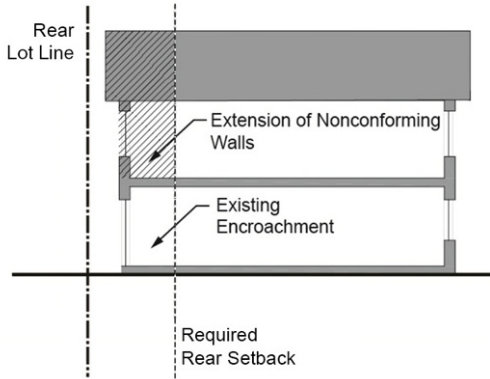 Rear
Lot Line
Extension of Nonconforming
Walls
Existing
Encroachment
Required
Rear Setback